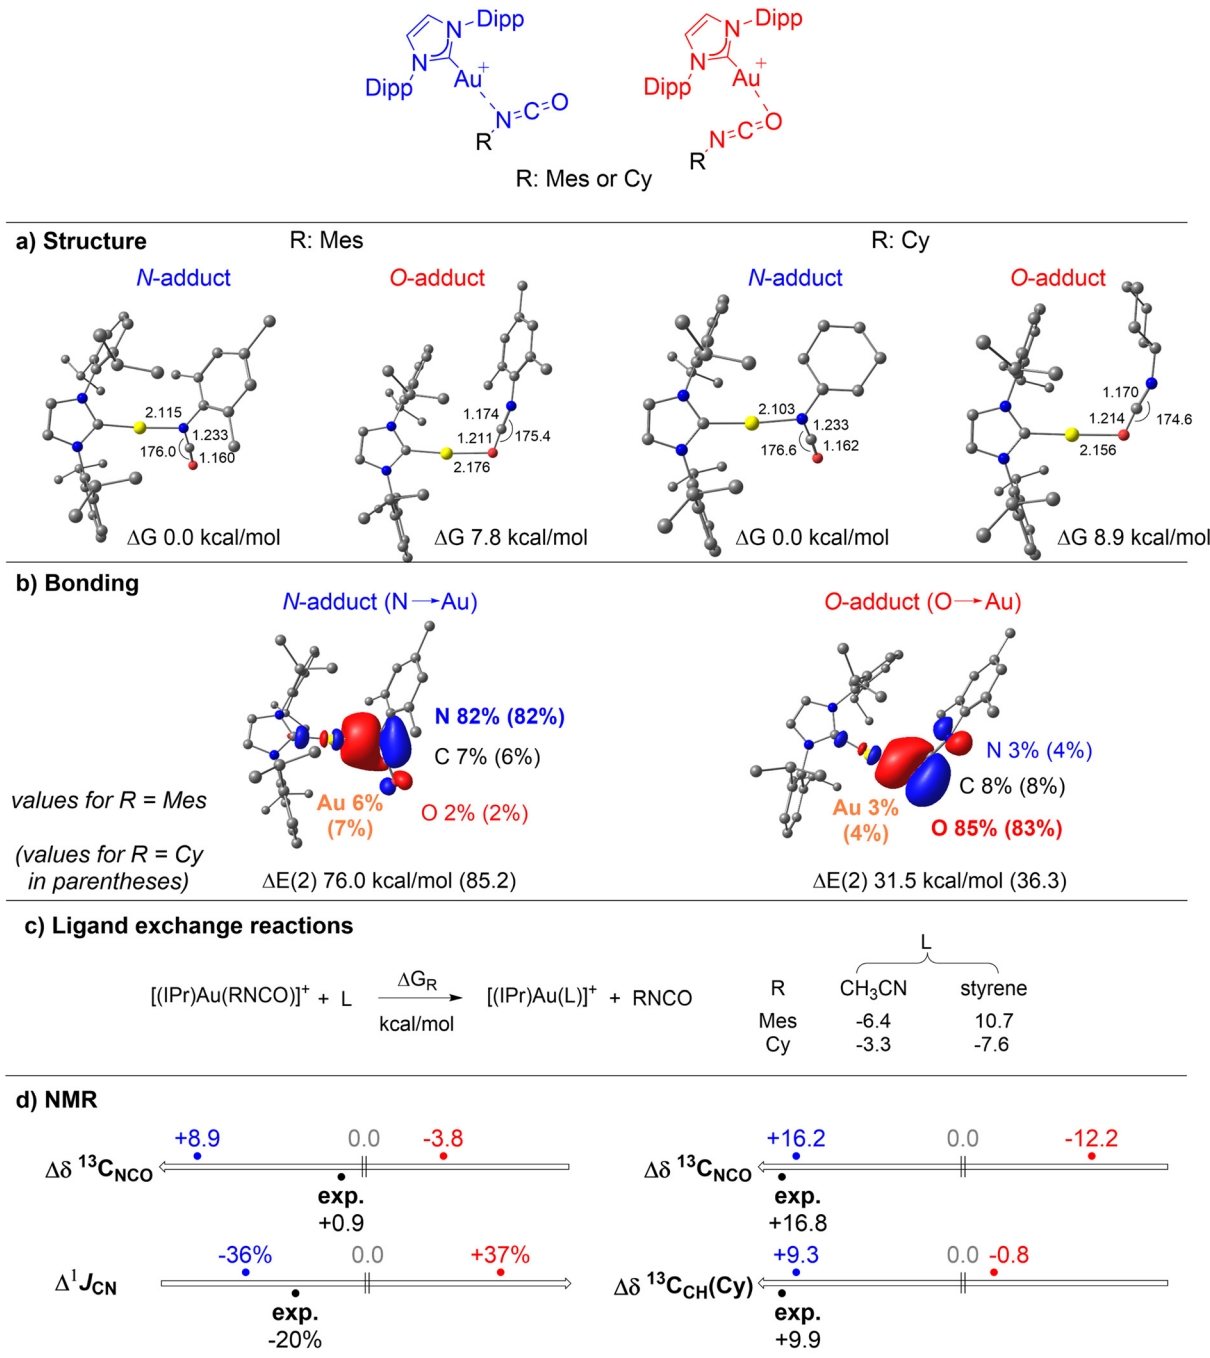 N Dipp
N
Dipp Au+
N=C=O
R
N Dipp
N
Dipp Au+
N=C=O
R
R: Mes or Cy
a) Structure
R: Mes
R: Cy
N-adduct
O-adduct
N-adduct
O-adduct
2.115
1.233
176.0
1.160
1.174
1.211
175.4
2.176
2.103
1.233
176.6
1.162
1.170
1.214
174.6
2.156
ΔG 0.0 kcal/mol
ΔG 7.8 kcal/mol
ΔG 0.0 kcal/mol
ΔG 8.9 kcal/mol
b) Bonding
N-adduct (N→Au)
O-adduct (O→Au)
N 82% (82%)
C 7% (6%)
Au 6%
(7%)
O 2% (2%)
N 3% (4%)
C 8% (8%)
Au 3%
(4%)
O 85% (83%)
values for R = Mes
(values for R = Cy
in parentheses)
ΔE(2) 76.0 kcal/mol (85.2)
ΔE(2) 31.5 kcal/mol (36.3)
c) Ligand exchange reactions
[(IPr)Au(RNCO)]+ + L
ΔGR
kcal/mol
[(IPr)Au(L)]+ + RNCO
L
R CH3CN styrene
Mes -6.4 10.7
Cy -3.3 -7.6
d) NMR
+8.9 0.0 -3.8
Δδ 13CNCO
exp.
+0.9
+16.2 0.0 -12.2
Δδ 13CNCO
exp.
+16.8
-36% 0.0 +37%
Δ1JCN
exp.
-20%
+9.3 0.0 -0.8
Δδ 13CCH(Cy)
exp.
+9.9